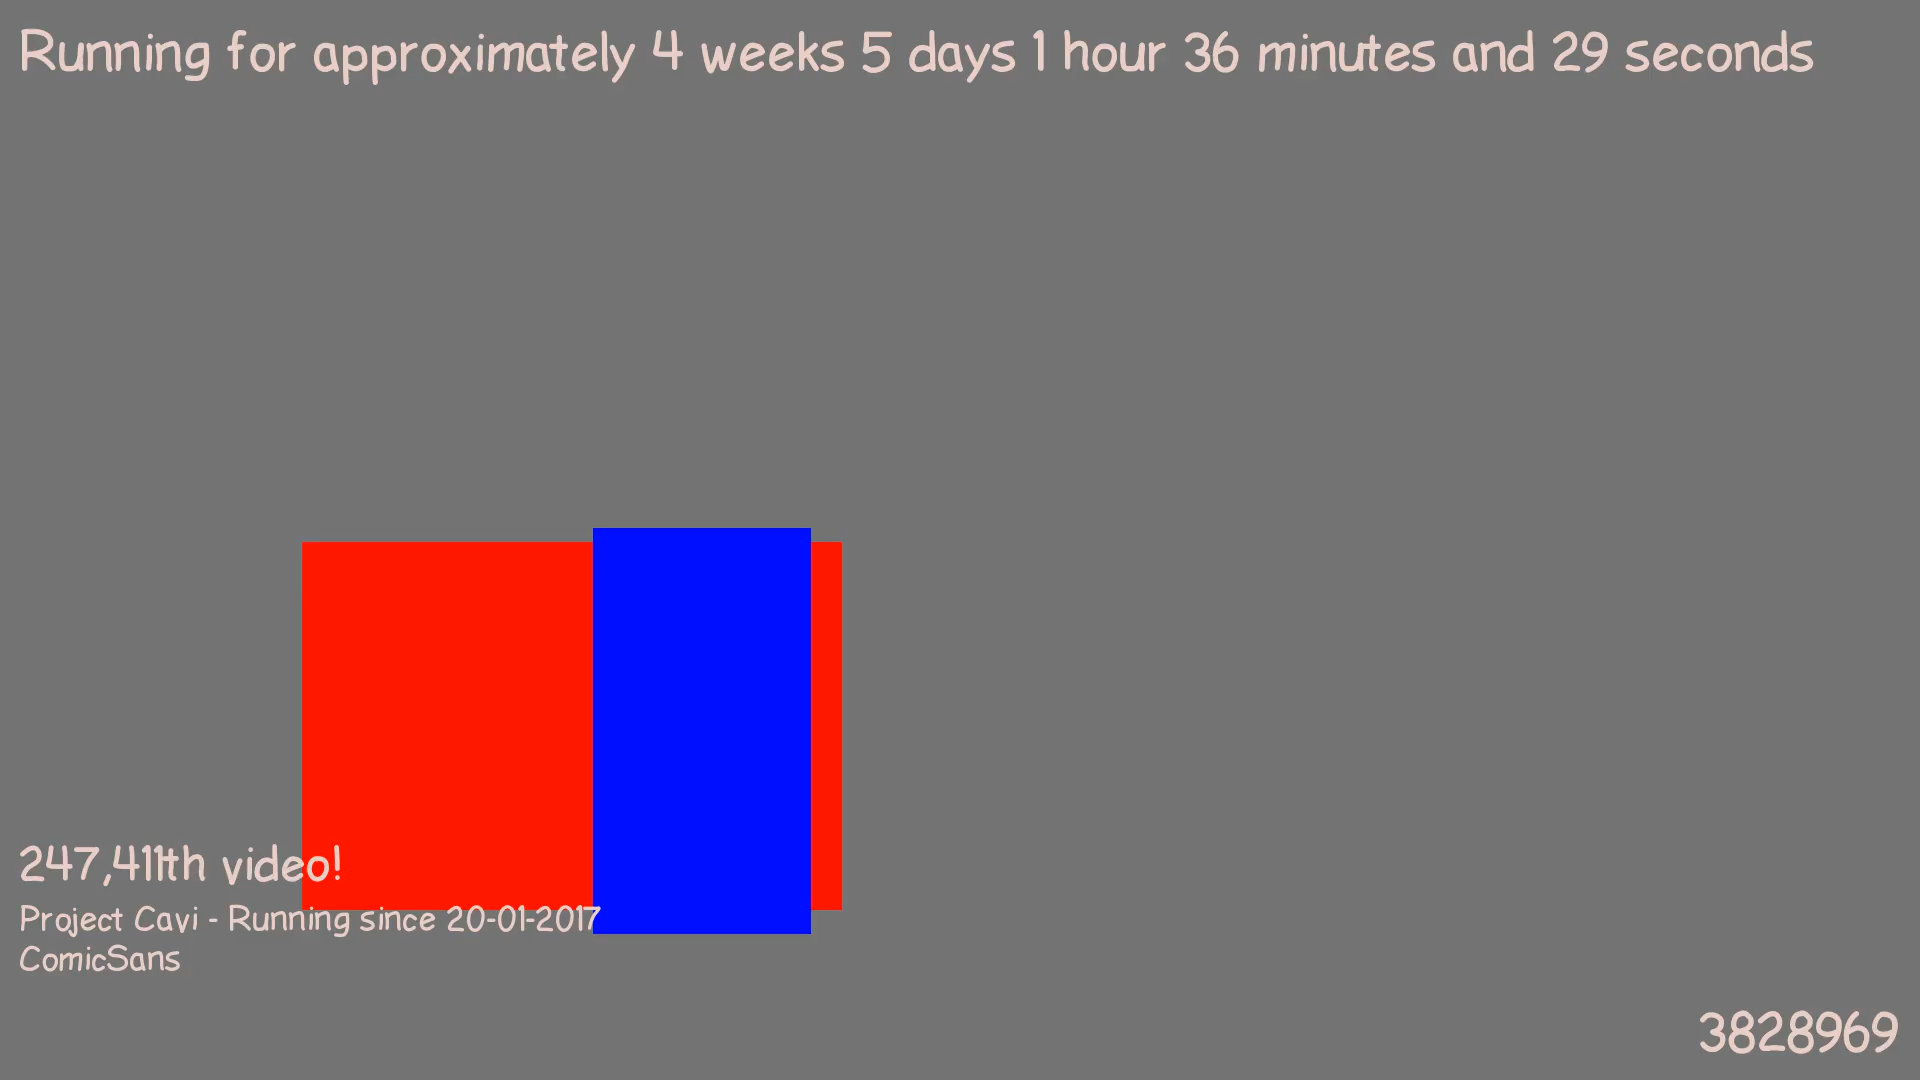 Running for approximately 4 weeks 5 days 1 hour 36 minutes and 29 seconds
247,411th video!
Project Cavi - Running since 20-01-2017
ComicSans
3828969